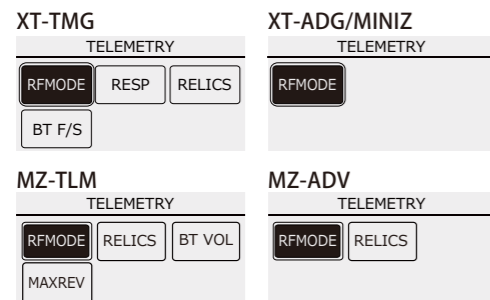 XT-TMG
TELEMETRY
RFMODE RESP RELICS
BT F/S
XT-ADG/MINIZ
TELEMETRY
RFMODE
MZ-TLM
TELEMETRY
RFMODE RELICS BT VOL
MAXREV
MZ-ADV
TELEMETRY
RFMODE RELICS